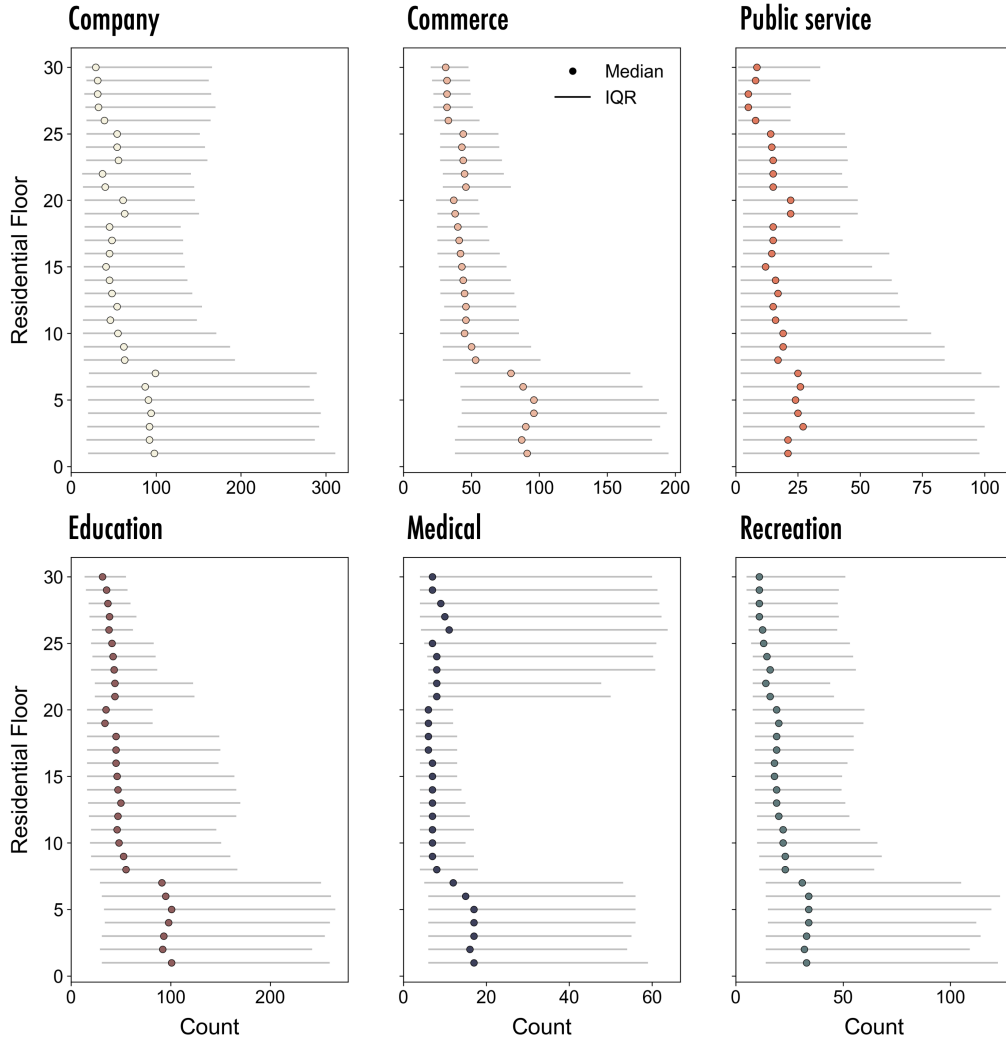 Company
Commerce
Public service
Median
IQR
30
25
20
15
10
5
0
Residential Floor
0 100 200 300
0 50 100 150 200
0 25 50 75 100
Education
Medical
Recreation
30
25
20
15
10
5
0
Residential Floor
0 100 200
0 20 40 60
0 50 100
Count
Count
Count